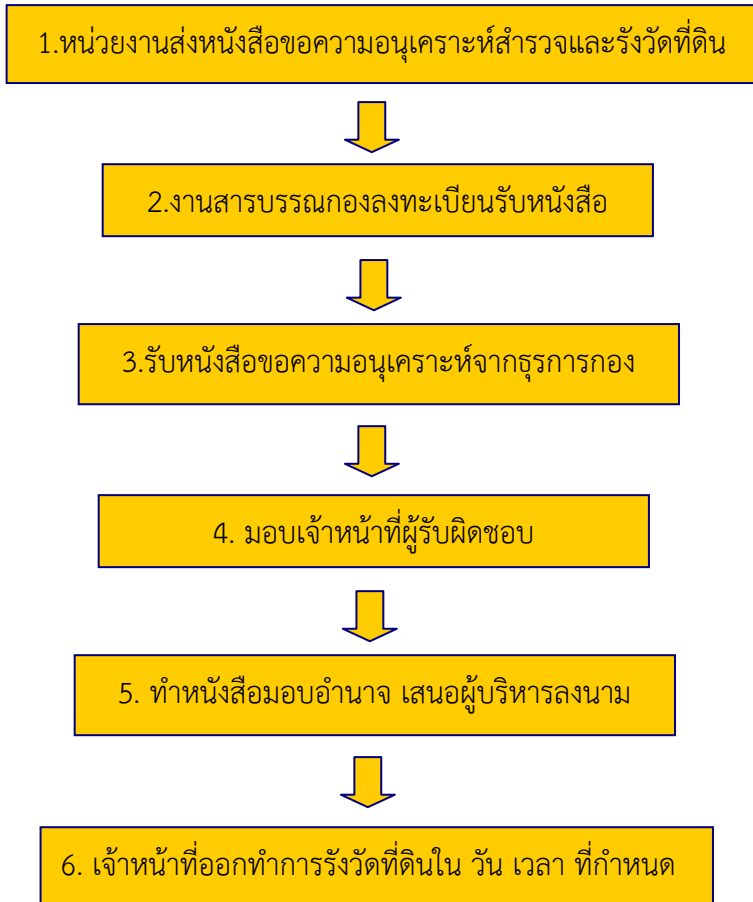 1.หน่วยงานส่งหนังสือขอความอนุเคราะห์สำรวจและรังวัดที่ดิน
2.งานสารบรรณกองลงทะเบียนรับหนังสือ
3.รับหนังสือขอความอนุเคราะห์จากธุรการกอง
4. มอบเจ้าหน้าที่ผู้รับผิดชอบ
5. ทำหนังสือมอบอำนาจ เสนอผู้บริหารลงนาม
6. เจ้าหน้าที่ออกทำการรังวัดที่ดินใน วัน เวลา ที่กำหนด